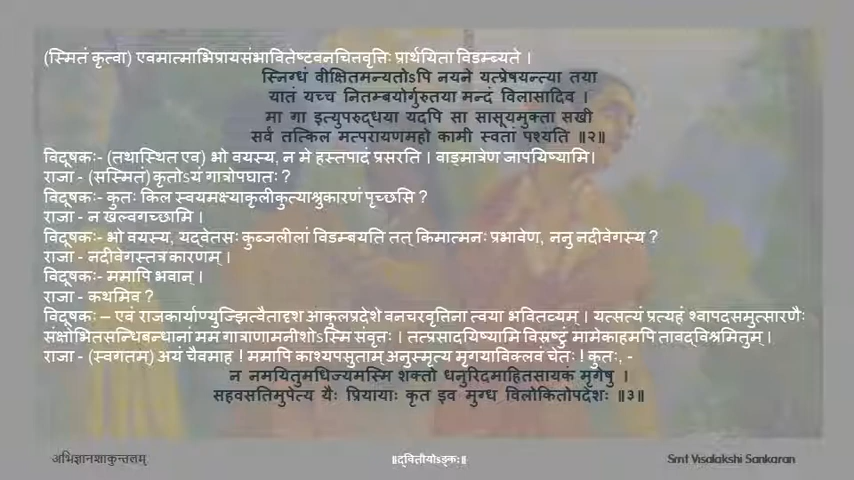 (स्मितं कृत्वा) एवमात्माभिप्रायसंभावितेष्टजनचित्तवृत्तिः प्रार्थयिता विडम्ब्यते ।
स्निग्धं वीक्षितमन्यतोऽपि नयने यत्प्रेषयन्त्या तया
यातं यच्च नितम्बयोर्गुरुतया मन्दं विलासादिव ।
मा गा इत्युपरुद्धया यदपि सा सासूयमुक्ता सखी
सर्वं तत्किल मत्परायणमहो कामी स्वतां पश्यति ॥२॥
विदूषकः- (तथास्थित एव) भो वयस्य, न मे हस्तपादं प्रसरति । वाङ्मात्रेण जापयिष्यामि।
राजा - (सस्मितं) कृतोऽयं गात्रोपघातः ?
विदूषकः- कुतः किल स्वयमक्ष्याकुलीकृत्याश्रुकारणं पृच्छसि ?
राजा - न खल्वगच्छामि ।
विदूषकः- भो वयस्य, यद्वेतसः कुब्जलीलां विडम्बयति तत् किमात्मनः प्रभावेण, ननु नदीवेगस्य ?
राजा - नदीवेगस्तत्र कारणम् ।
विदूषकः- ममापि भवान् ।
राजा - कथमिव ?
विदूषकः – एवं राजकार्याण्युज्झित्वैतादृश आकुलप्रदेशे वनचरवृत्तिना त्वया भवितव्यम् । यत्सत्यं प्रत्यहं श्वापदसमुत्सारणैः
संक्षोभितसन्धिबन्धानां मम गात्राणामनीशोऽस्मि संवृत्तः । तत्प्रसादयिष्यामि विस्रष्टुं मामेकाहमपि तावद्विश्रमितुम् ।
राजा - (स्वगतम्) अयं चैवमाह ! ममापि काश्यपसुताम् अनुस्मृत्य मृगयाविक्लवं चेतः ! कुतः, -
न नमयितुमधिज्यमस्मि शक्तो धनुरिदमाहितसायकं मृगेषु ।
सहवसतिमुपेत्य यैः प्रियायाः कृत इव मुग्ध विलोकितोपदेशः ॥३॥
अभिज्ञानशाकुन्तलम्
॥द्वितीयोऽङ्कः॥
Smt Visalakshi Sankaran